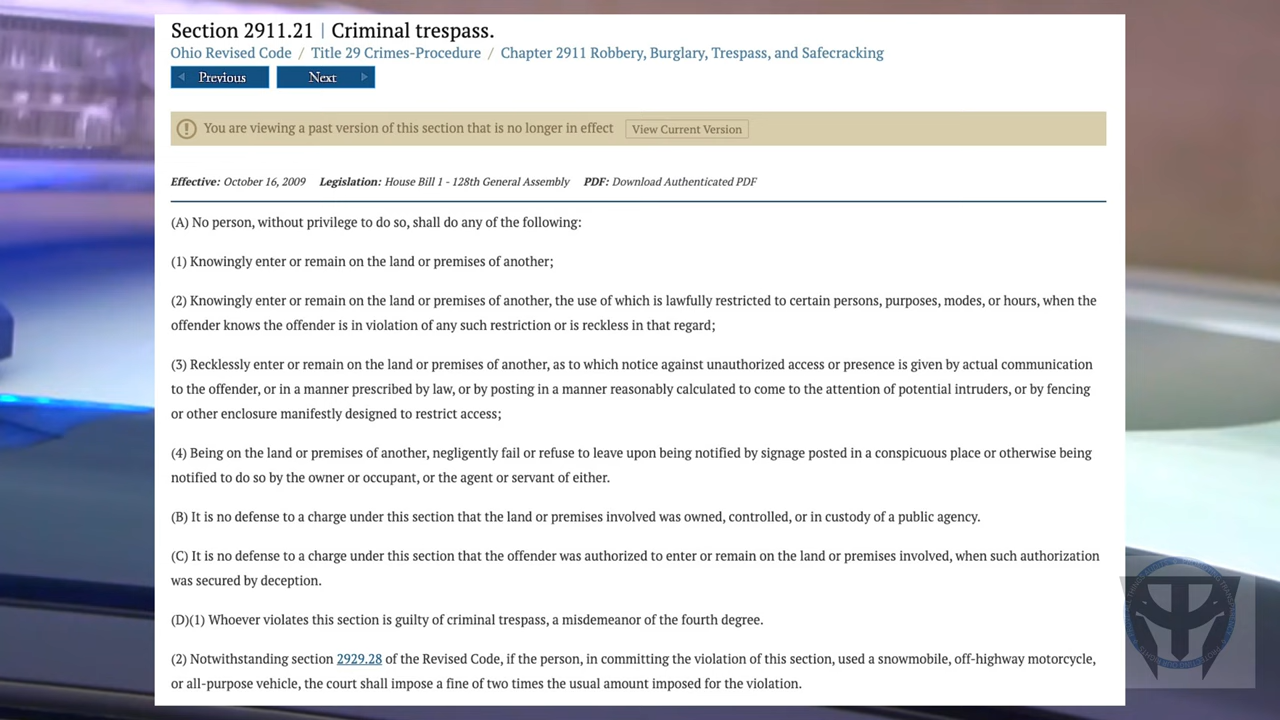 Section 2911.21 | Criminal trespass.
Ohio Revised Code / Title 29 Crimes-Procedure / Chapter 2911 Robbery, Burglary, Trespass, and Safecracking
Previous Next
You are viewing a past version of this section that is no longer in effect View Current Version
Effective: October 16, 2009 Legislation: House Bill 1 - 128th General Assembly PDF: Download Authenticated PDF
(A) No person, without privilege to do so, shall do any of the following:
(1) Knowingly enter or remain on the land or premises of another;
(2) Knowingly enter or remain on the land or premises of another, the use of which is lawfully restricted to certain persons, purposes, modes, or hours, when the
offender knows the offender is in violation of any such restriction or is reckless in that regard;
(3) Recklessly enter or remain on the land or premises of another, as to which notice against unauthorized access or presence is given by actual communication
to the offender, or in a manner prescribed by law, or by posting in a manner reasonably calculated to come to the attention of potential intruders, or by fencing
or other enclosure manifestly designed to restrict access;
(4) Being on the land or premises of another, negligently fail or refuse to leave upon being notified by signage posted in a conspicuous place or otherwise being
notified to do so by the owner or occupant, or the agent or servant of either.
(B) It is no defense to a charge under this section that the land or premises involved was owned, controlled, or in custody of a public agency.
(C) It is no defense to a charge under this section that the offender was authorized to enter or remain on the land or premises involved, when such authorization
was secured by deception.
(D)(1) Whoever violates this section is guilty of criminal trespass, a misdemeanor of the fourth degree.
(2) Notwithstanding section 2929.28 of the Revised Code, if the person, in committing the violation of this section, used a snowmobile, off-highway motorcycle,
or all-purpose vehicle, the court shall impose a fine of two times the usual amount imposed for the violation.